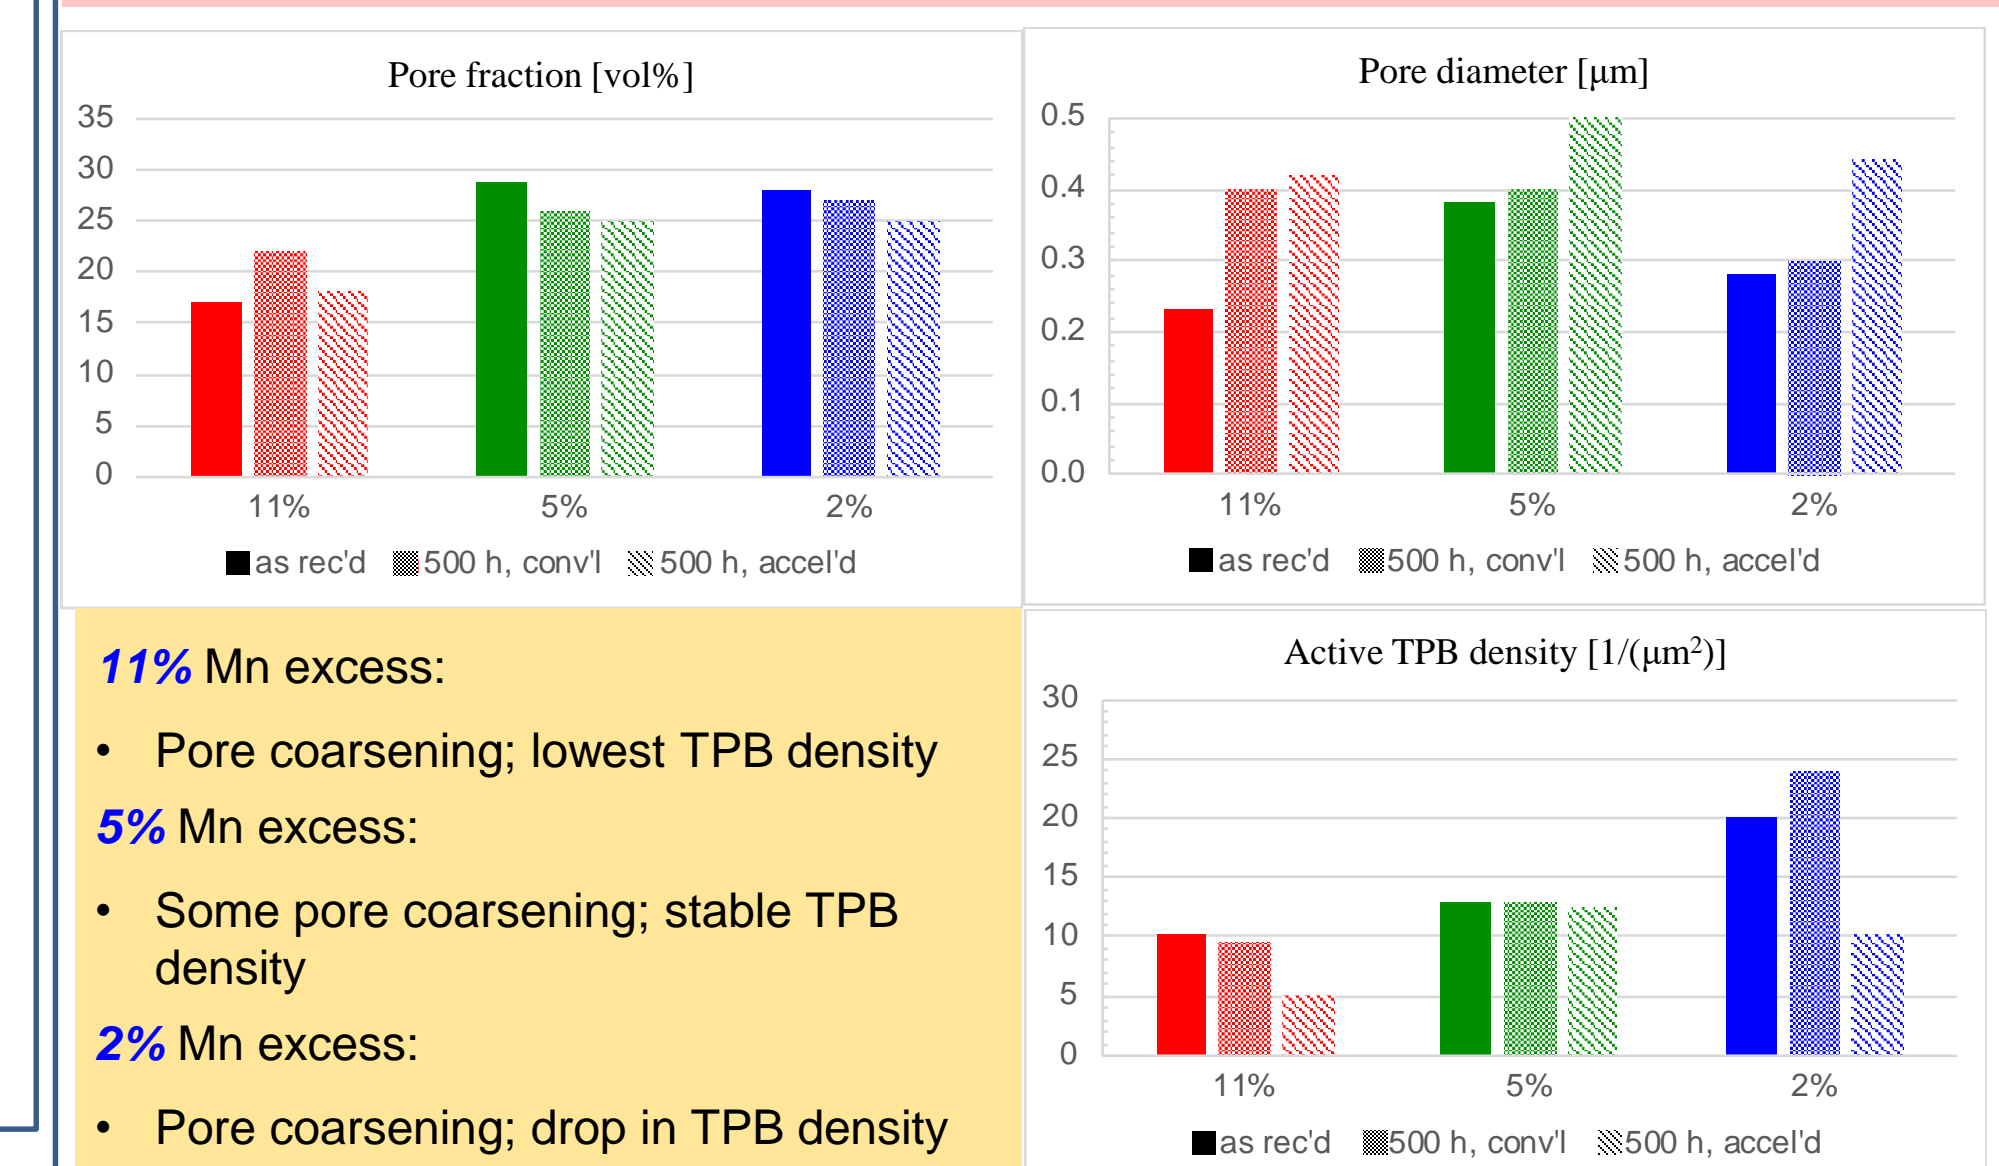 Pore fraction [vol%]
35
30
25
20
15
10
5
0
11% 5% 2%
as rec'd 500 h, conv'l 500 h, accel'd
Pore diameter [μm]
0.5
0.4
0.3
0.2
0.1
0.0
11% 5% 2%
as rec'd 500 h, conv'l 500 h, accel'd
11% Mn excess:
• Pore coarsening; lowest TPB density
5% Mn excess:
• Some pore coarsening; stable TPB
density
2% Mn excess:
• Pore coarsening; drop in TPB density
Active TPB density [1/(μm²)]
30
25
20
15
10
5
0
11% 5% 2%
as rec'd 500 h, conv'l 500 h, accel'd